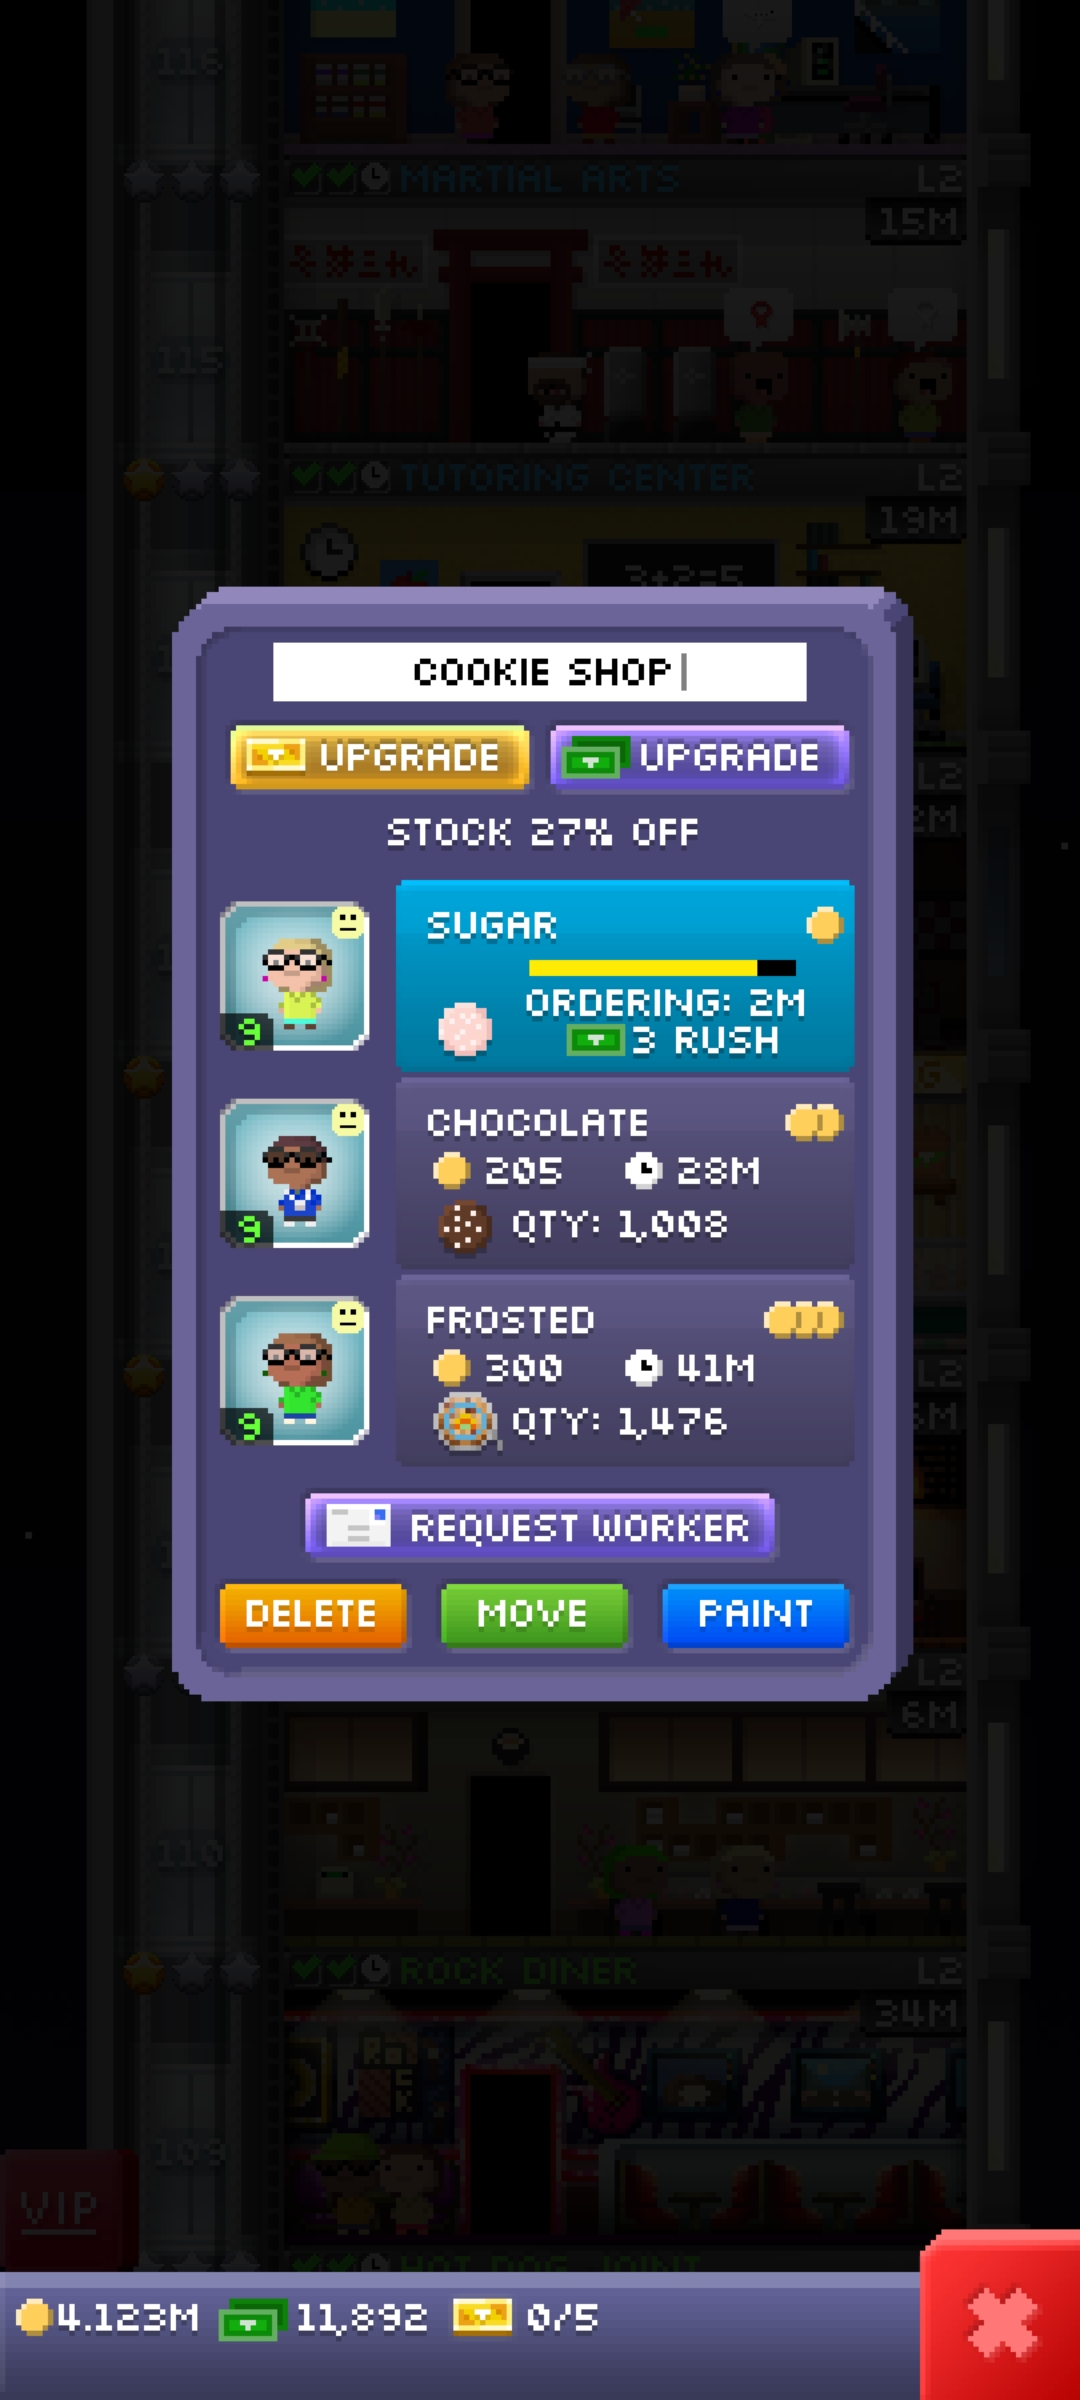 116
MARTIAL ARTS L2
15M
115
TUTORING CENTER L2
19M
3+2=5
COOKIE SHOP
UPGRADE UPGRADE
STOCK 27% OFF
SUGAR
ORDERING: 2M
3 RUSH
9
CHOCOLATE
205 28M
QTY: 1,008
9
FROSTED
300 41M
QTY: 1,476
9
REQUEST WORKER
DELETE MOVE PAINT
L2
6M
110
ROCK DINER L2
34M
109
VIP
HOT DOG JOINT
4.123M 11,892 0/5